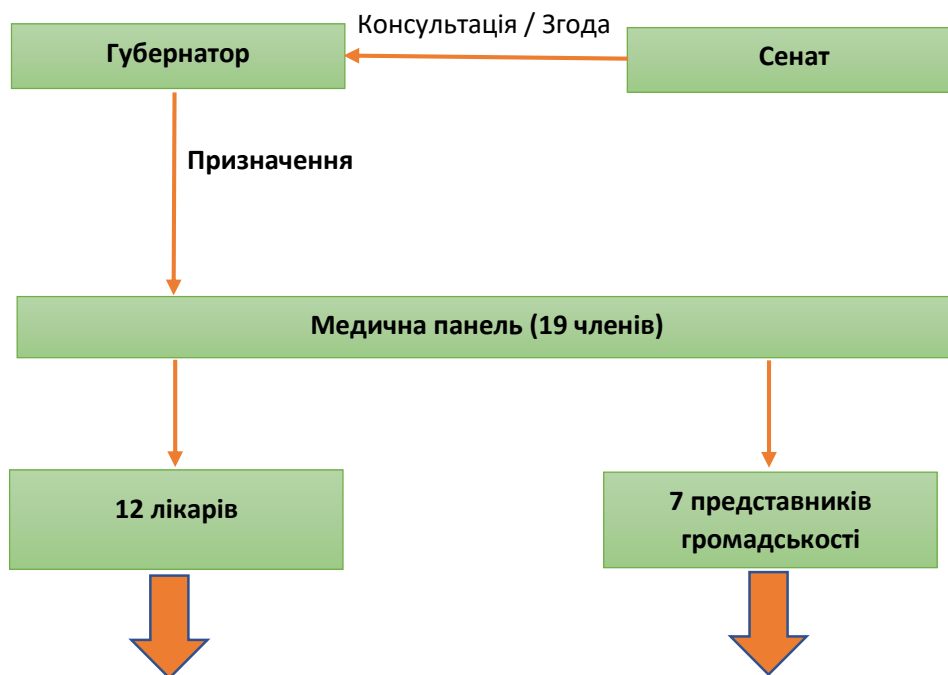 Консультація / Згода
Губернатор
Сенат
Призначення
Медична панель (19 членів)
12 лікарів
7 представників
громадськості